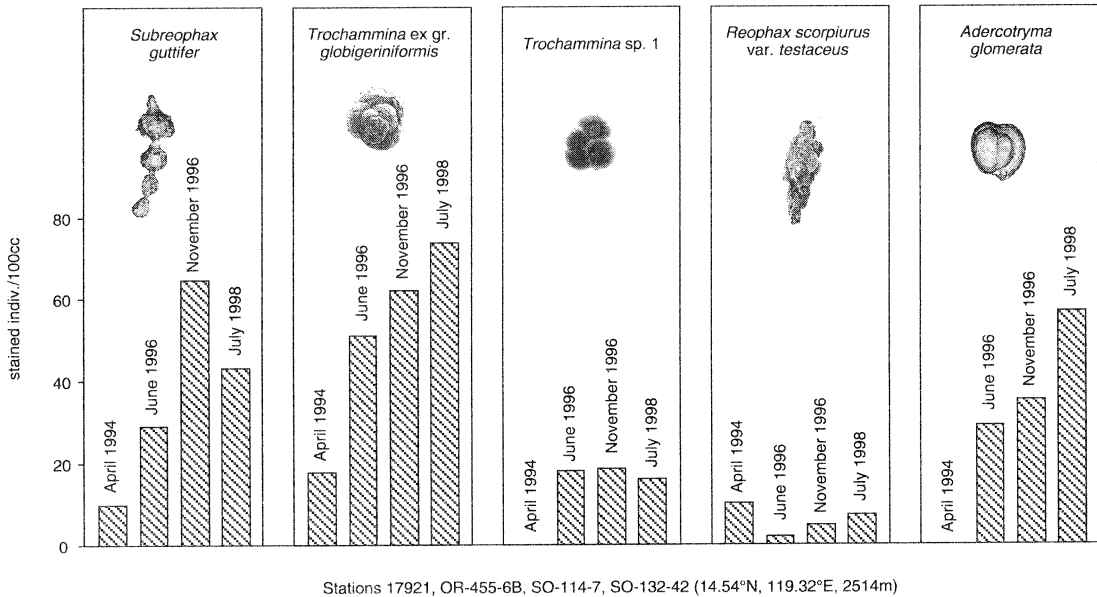 Subreophax
guttifer
Trochammina ex gr.
globigeriniformis
Trochammina sp. 1
Reophax scorpiurus
var. testaceus
Adercotryma
glomerata
stained indiv./100cc
80
60
40
20
0
April 1994
June 1996
November 1996
July 1998
April 1994
June 1996
November 1996
July 1998
April 1994
June 1996
November 1996
July 1998
April 1994
June 1996
November 1996
July 1998
April 1994
June 1996
November 1996
July 1998
Stations 17921, OR-455-6B, SO-114-7, SO-132-42 (14.54°N, 119.32°E, 2514m)